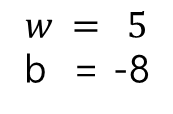 w = 5
b = -8